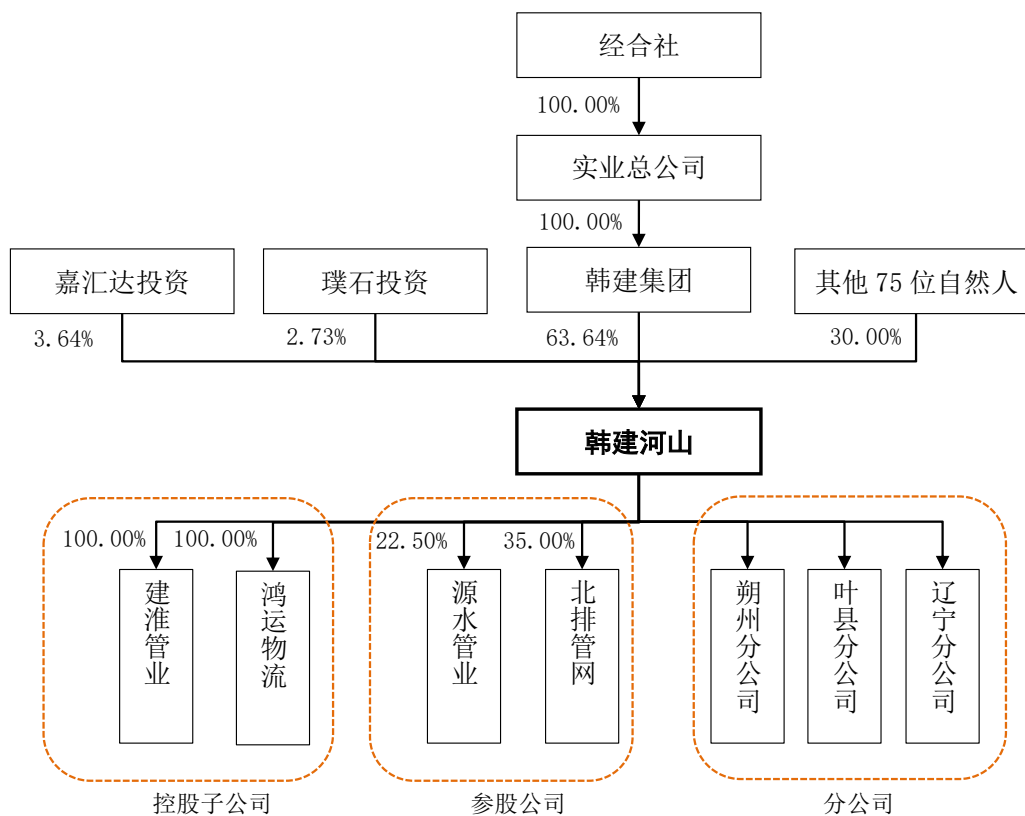 经合社
100.00%
实业总公司
100.00%
嘉汇达投资
璞石投资
韩建集团
其他 75 位自然人
3.64%
2.73%
63.64%
30.00%
韩建河山
100.00%
100.00%
22.50%
35.00%
建淮管业
鸿运物流
源水管业
北排管网
朔州分公司
叶县分公司
辽宁分公司
控股子公司
参股公司
分公司